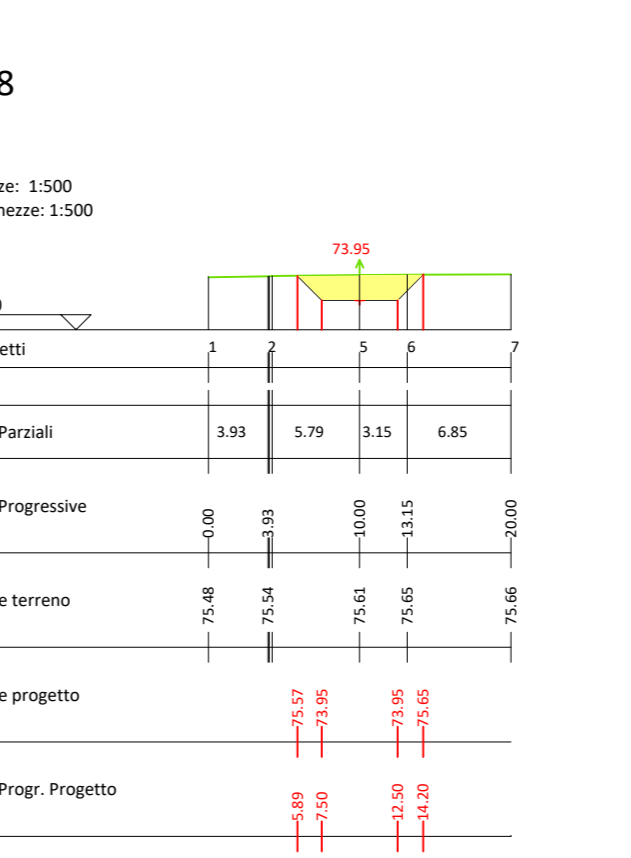 8
ze: 1:500
nezze: 1:500
73.95
0
etti 1 2 5 6 7
Parziali 3.93 5.79 3.15 6.85
Progressive 0.00 3.93 10.00 13.15 20.00
e terreno 75.48 75.54 75.61 75.65 75.66
e progetto 75.57 73.95 73.95 75.65
Progr. Progetto 5.89 7.50 12.50 14.20